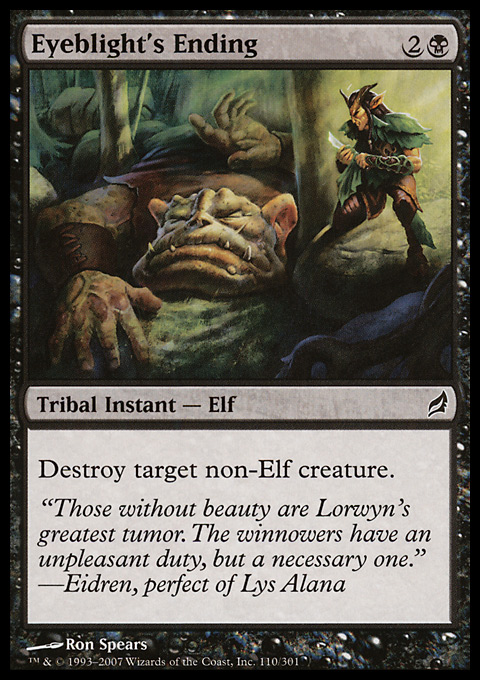 Eyeblight's Ending 2
Tribal Instant — Elf
Destroy target non-Elf creature.
“Those without beauty are Lorwyn's
greatest tumor. The winnowers have an
unpleasant duty, but a necessary one.”
—Eidren, perfect of Lys Alana
Ron Spears
™ & © 1993–2007 Wizards of the Coast, Inc. 110/301